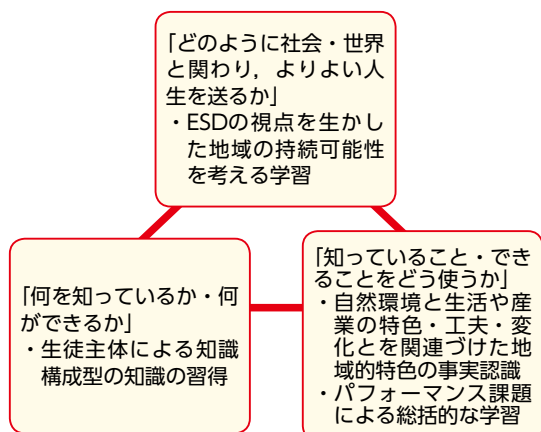 「どのように社会・世界
と関わり，よりよい人
生を送るか」
・ESDの視点を生かし
た地域の持続可能性
を考える学習
「何を知っているか・何
ができるか」
・生徒主体による知識
構成型の知識の習得
「知っていること・でき
ることをどう使うか」
・自然環境と生活や産
業の特色・工夫・変
化とを関連づけた地
域的特色の事実認識
・パフォーマンス課題
による総括的な学習